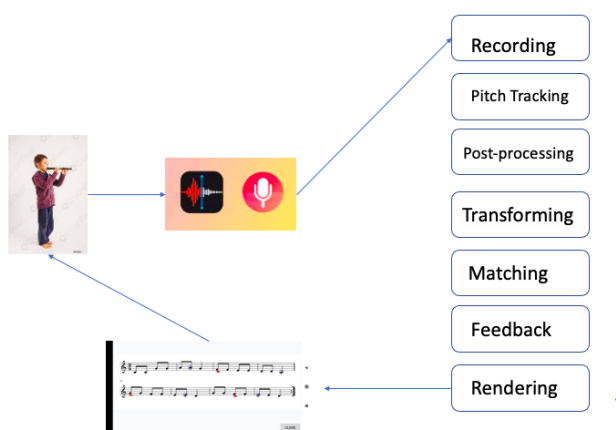 Recording
Pitch Tracking
Post-processing
Transforming
Matching
Feedback
Rendering